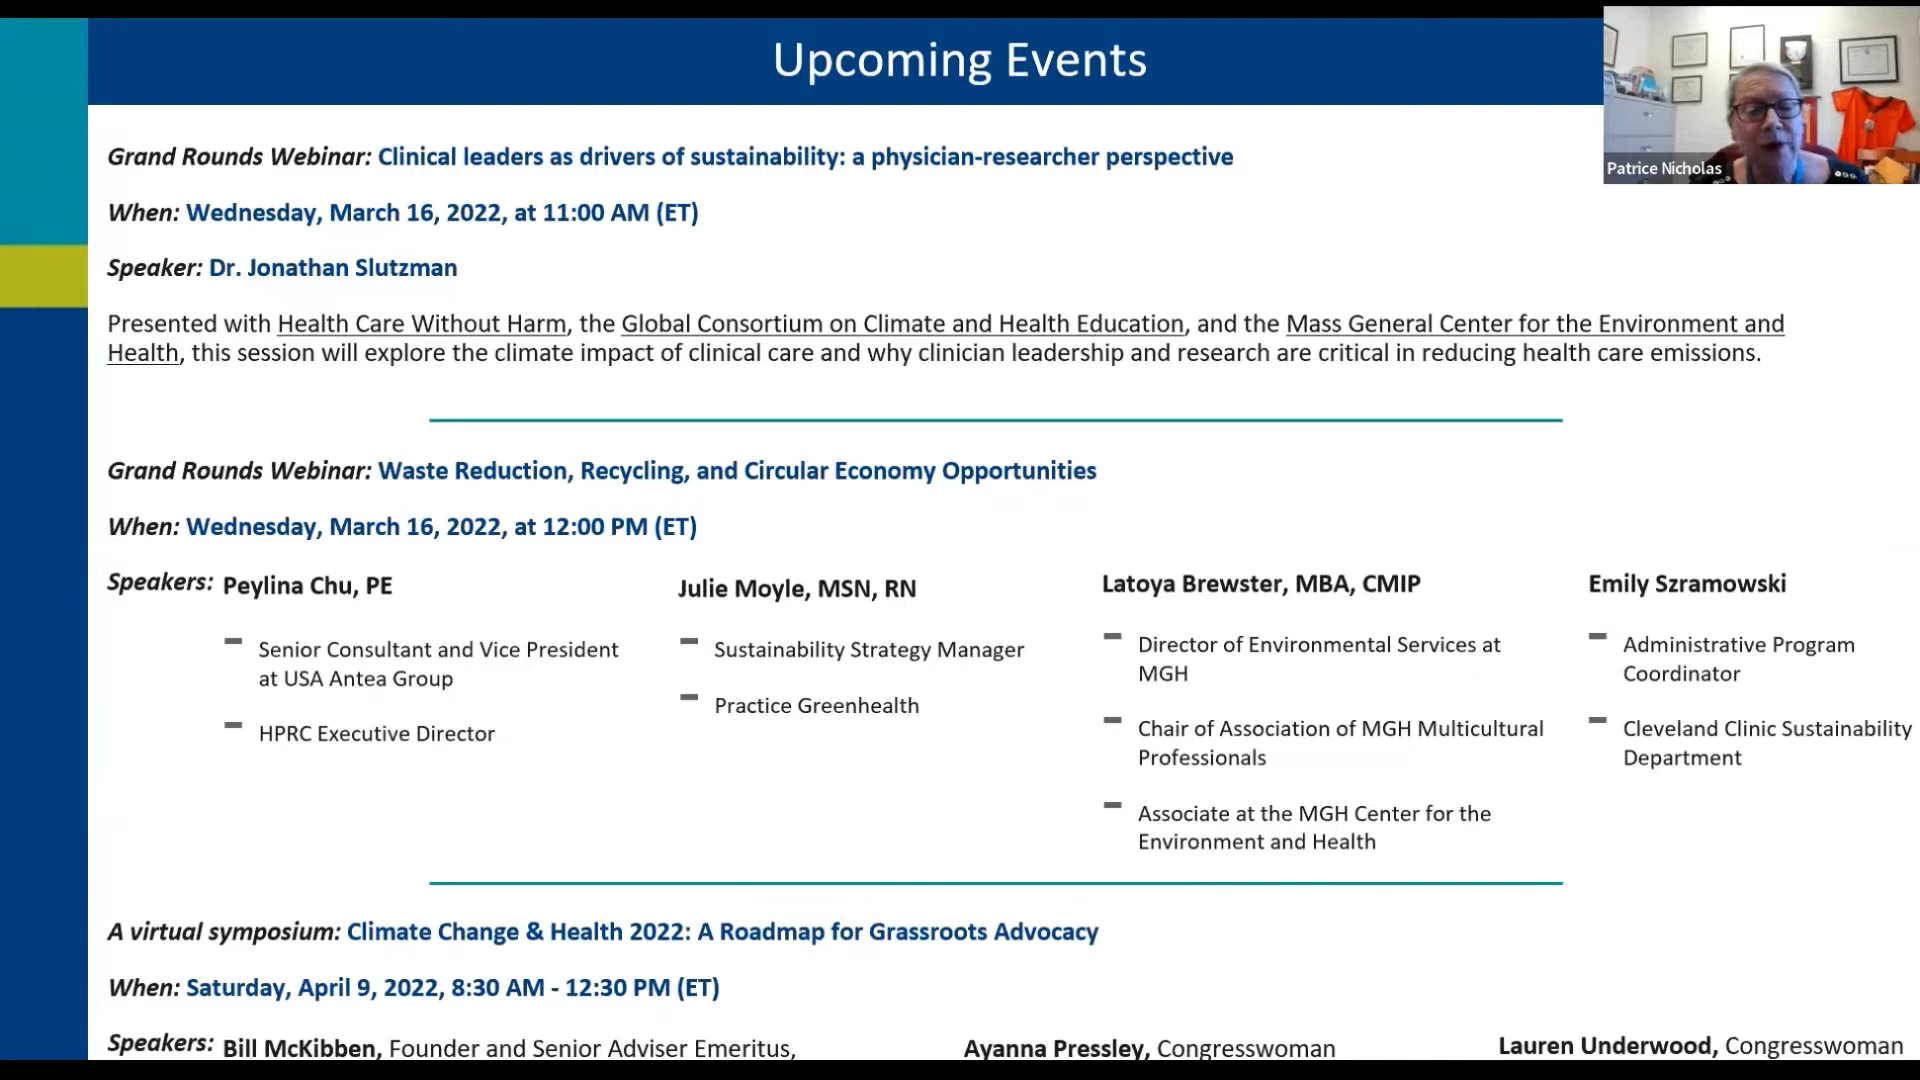 Upcoming Events
Patrice Nicholas
Grand Rounds Webinar: Clinical leaders as drivers of sustainability: a physician-researcher perspective
When: Wednesday, March 16, 2022, at 11:00 AM (ET)
Speaker: Dr. Jonathan Slutzman
Presented with Health Care Without Harm, the Global Consortium on Climate and Health Education, and the Mass General Center for the Environment and
Health, this session will explore the climate impact of clinical care and why clinician leadership and research are critical in reducing health care emissions.
Grand Rounds Webinar: Waste Reduction, Recycling, and Circular Economy Opportunities
When: Wednesday, March 16, 2022, at 12:00 PM (ET)
Speakers:
Peylina Chu, PE
Senior Consultant and Vice President
at USA Antea Group
HPRC Executive Director
Julie Moyle, MSN, RN
Sustainability Strategy Manager
Practice Greenhealth
Latoya Brewster, MBA, CMIP
Director of Environmental Services at
MGH
Chair of Association of MGH Multicultural
Professionals
Associate at the MGH Center for the
Environment and Health
Emily Szramowski
Administrative Program
Coordinator
Cleveland Clinic Sustainability
Department
A virtual symposium: Climate Change & Health 2022: A Roadmap for Grassroots Advocacy
When: Saturday, April 9, 2022, 8:30 AM - 12:30 PM (ET)
Speakers: Bill McKibben, Founder and Senior Adviser Emeritus,
Ayanna Pressley, Congresswoman
Lauren Underwood, Congresswoman